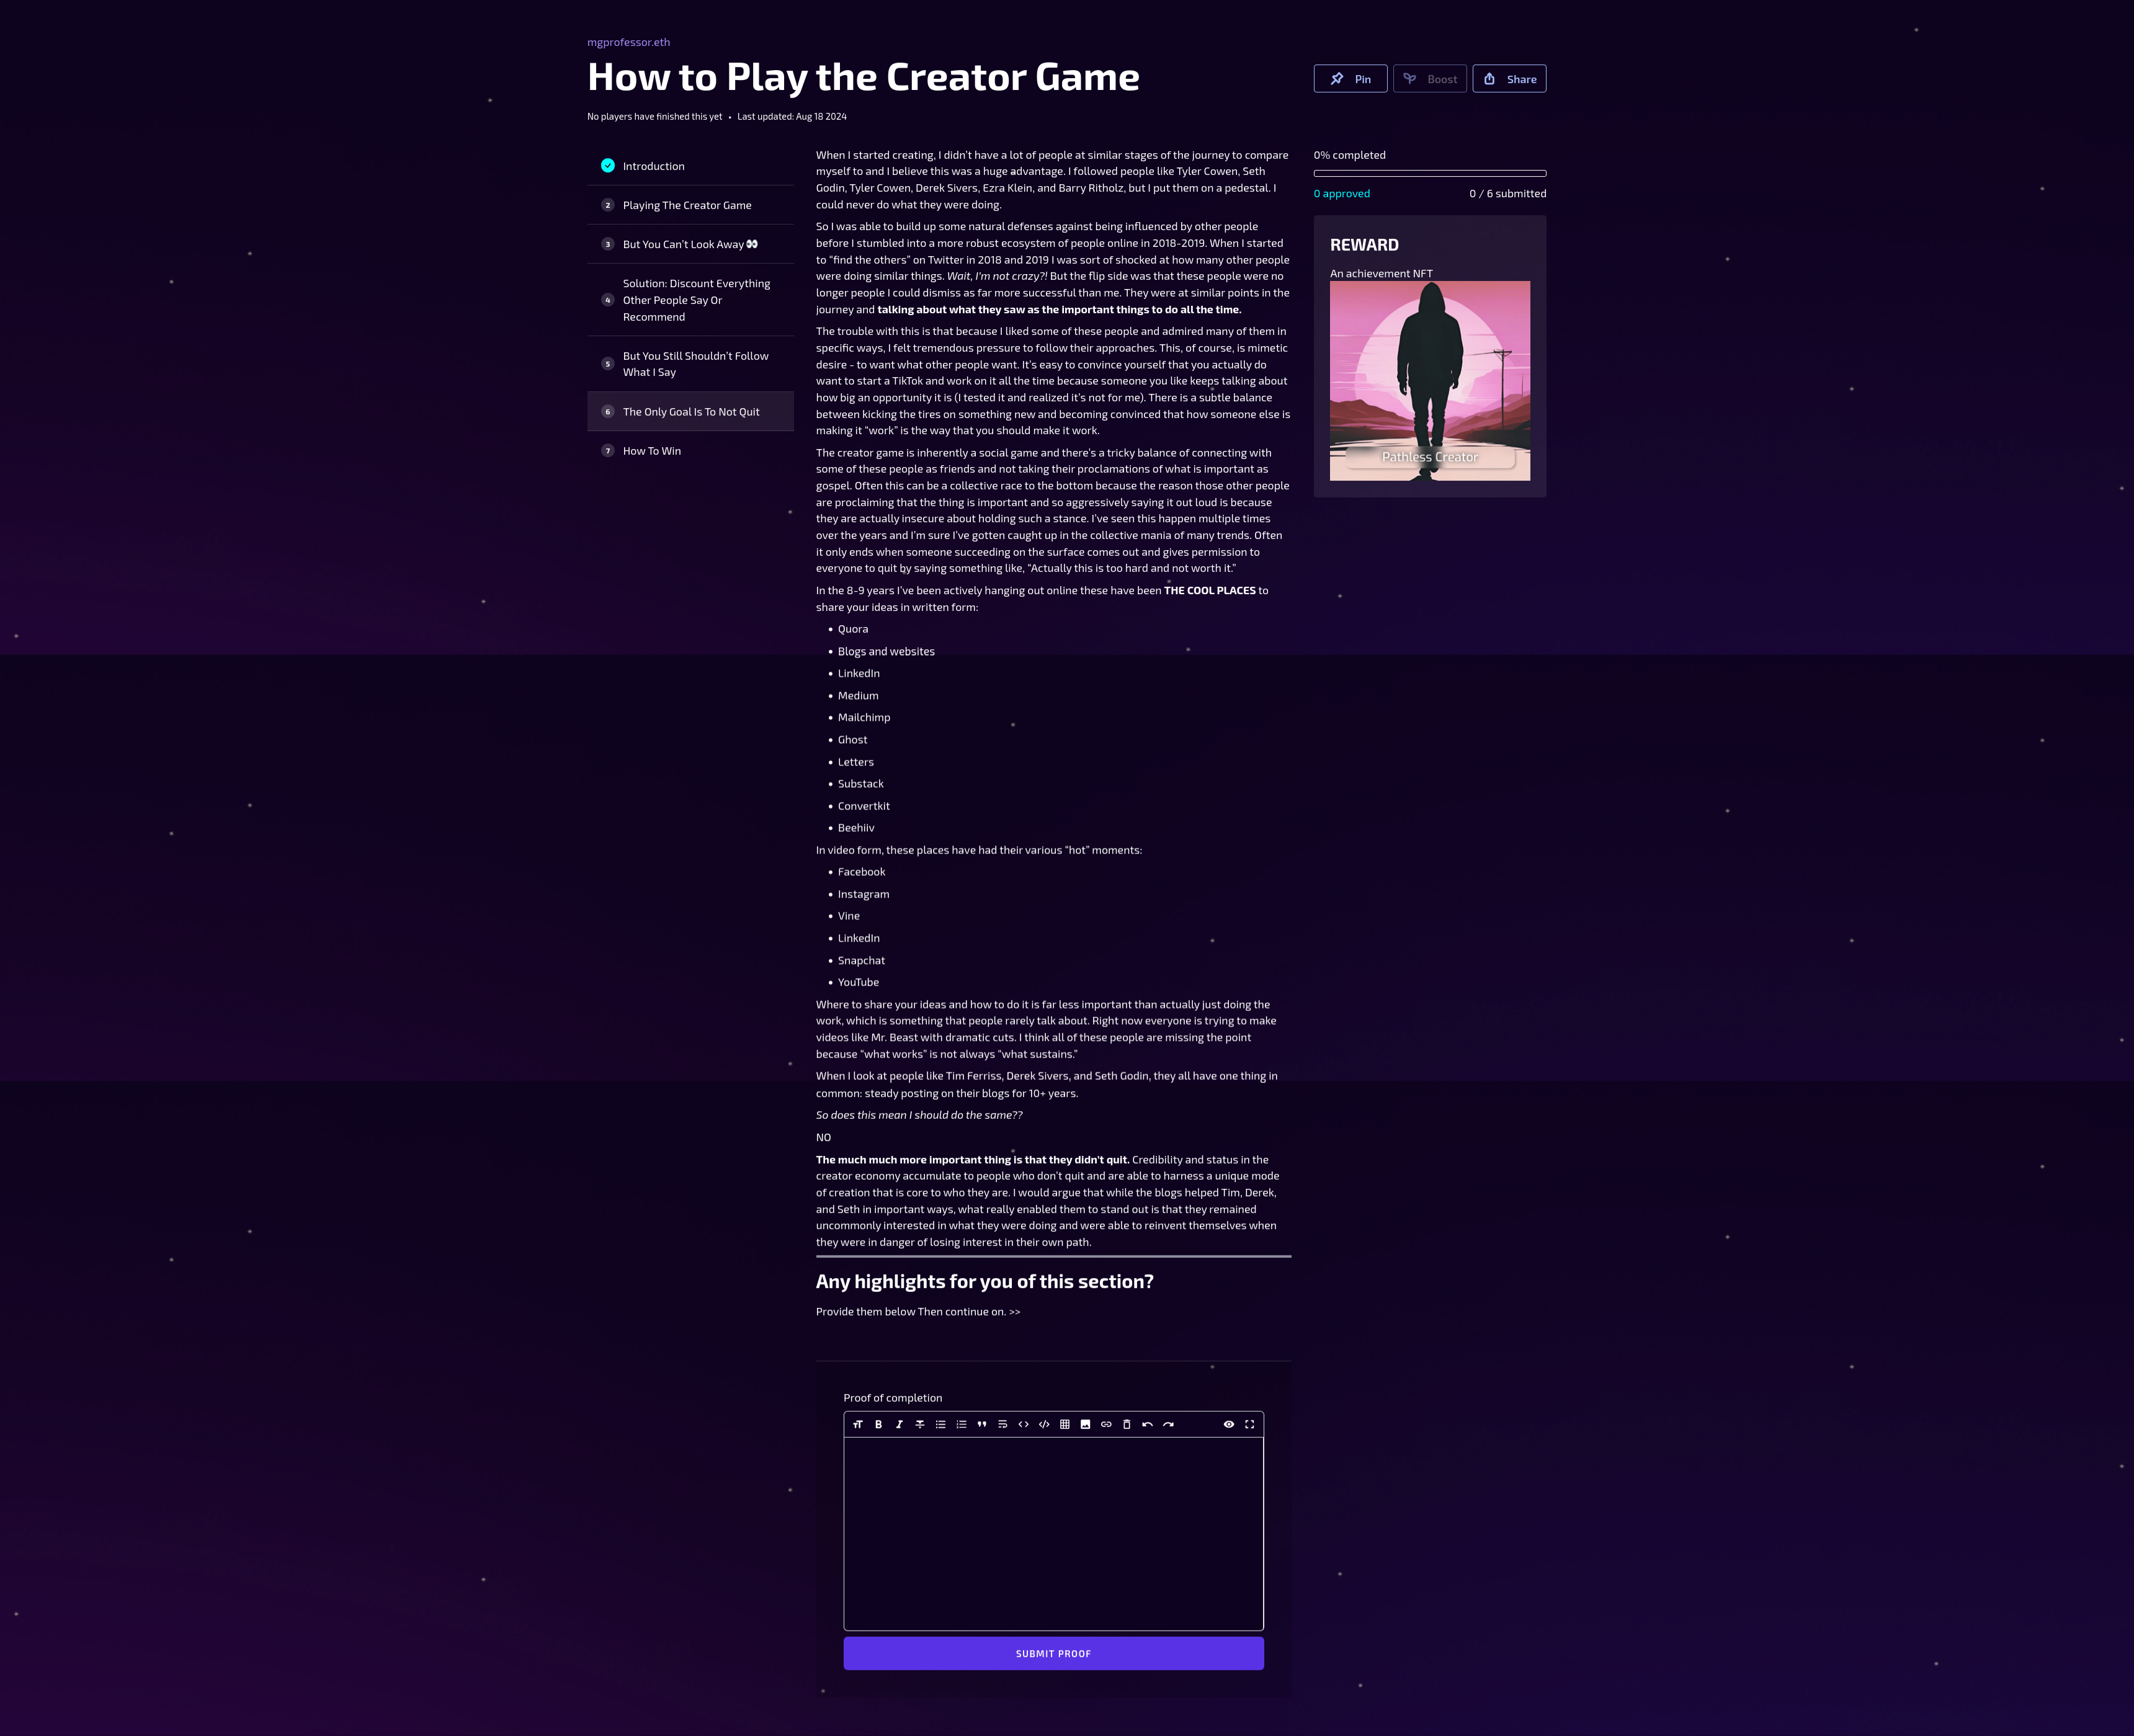 mgprofessor.eth
How to Play the Creator Game
Pin
Boost
Share
No players have finished this yet • Last updated: Aug 18 2024
Introduction
2 Playing The Creator Game
3 But You Can't Look Away 👀
4 Solution: Discount Everything
Other People Say Or
Recommend
5 But You Still Shouldn't Follow
What I Say
6 The Only Goal Is To Not Quit
7 How To Win
When I started creating, I didn't have a lot of people at similar stages of the journey to compare
myself to and I believe this was a huge advantage. I followed people like Tyler Cowen, Seth
Godin, Tyler Cowen, Derek Sivers, Ezra Klein, and Barry Ritholz, but I put them on a pedestal. I
could never do what they were doing.
So I was able to build up some natural defenses against being influenced by other people
before I stumbled into a more robust ecosystem of people online in 2018-2019. When I started
to “find the others” on Twitter in 2018 and 2019 I was sort of shocked at how many other people
were doing similar things. Wait, I'm not crazy?! But the flip side was that these people were no
longer people I could dismiss as far more successful than me. They were at similar points in the
journey and talking about what they saw as the important things to do all the time.
The trouble with this is that because I liked some of these people and admired many of them in
specific ways, I felt tremendous pressure to follow their approaches. This, of course, is mimetic
desire - to want what other people want. It's easy to convince yourself that you actually do
want to start a TikTok and work on it all the time because someone you like keeps talking about
how big an opportunity it is (I tested it and realized it's not for me). There is a subtle balance
between kicking the tires on something new and becoming convinced that how someone else is
making it “work” is the way that you should make it work.
The creator game is inherently a social game and there's a tricky balance of connecting with
some of these people as friends and not taking their proclamations of what is important as
gospel. Often this can be a collective race to the bottom because the reason those other people
are proclaiming that the thing is important and so aggressively saying it out loud is because
they are actually insecure about holding such a stance. I've seen this happen multiple times
over the years and I'm sure I've gotten caught up in the collective mania of many trends. Often
it only ends when someone succeeding on the surface comes out and gives permission to
everyone to quit by saying something like, “Actually this is too hard and not worth it.”
In the 8-9 years I've been actively hanging out online these have been THE COOL PLACES to
share your ideas in written form:
• Quora
• Blogs and websites
• LinkedIn
• Medium
• Mailchimp
• Ghost
• Letters
• Substack
• Convertkit
• Beehiiv
In video form, these places have had their various “hot” moments:
• Facebook
• Instagram
• Vine
• LinkedIn
• Snapchat
• YouTube
Where to share your ideas and how to do it is far less important than actually just doing the
work, which is something that people rarely talk about. Right now everyone is trying to make
videos like Mr. Beast with dramatic cuts. I think all of these people are missing the point
because “what works” is not always “what sustains.”
When I look at people like Tim Ferriss, Derek Sivers, and Seth Godin, they all have one thing in
common: steady posting on their blogs for 10+ years.
So does this mean I should do the same??
NO
The much much more important thing is that they didn't quit. Credibility and status in the
creator economy accumulate to people who don't quit and are able to harness a unique mode
of creation that is core to who they are. I would argue that while the blogs helped Tim, Derek,
and Seth in important ways, what really enabled them to stand out is that they remained
uncommonly interested in what they were doing and were able to reinvent themselves when
they were in danger of losing interest in their own path.
Any highlights for you of this section?
Provide them below Then continue on. >>
Proof of completion
SUBMIT PROOF
0% completed
0 approved
0 / 6 submitted
REWARD
An achievement NFT
Pathless Creator